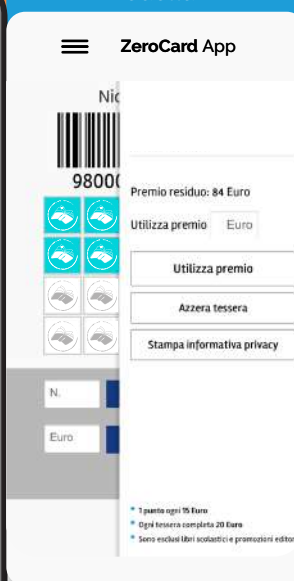 ZeroCard App
Nic
9800
Premio residuo: 84 Euro
Utilizza premio Euro
Utilizza premio
Azzera tessera
Stampa informativa privacy
N.
Euro
* 1 punto ogni 15 Euro
* Ogni tessera completa 20 Euro
* Sono esclusi libri scolastici e promozioni editor